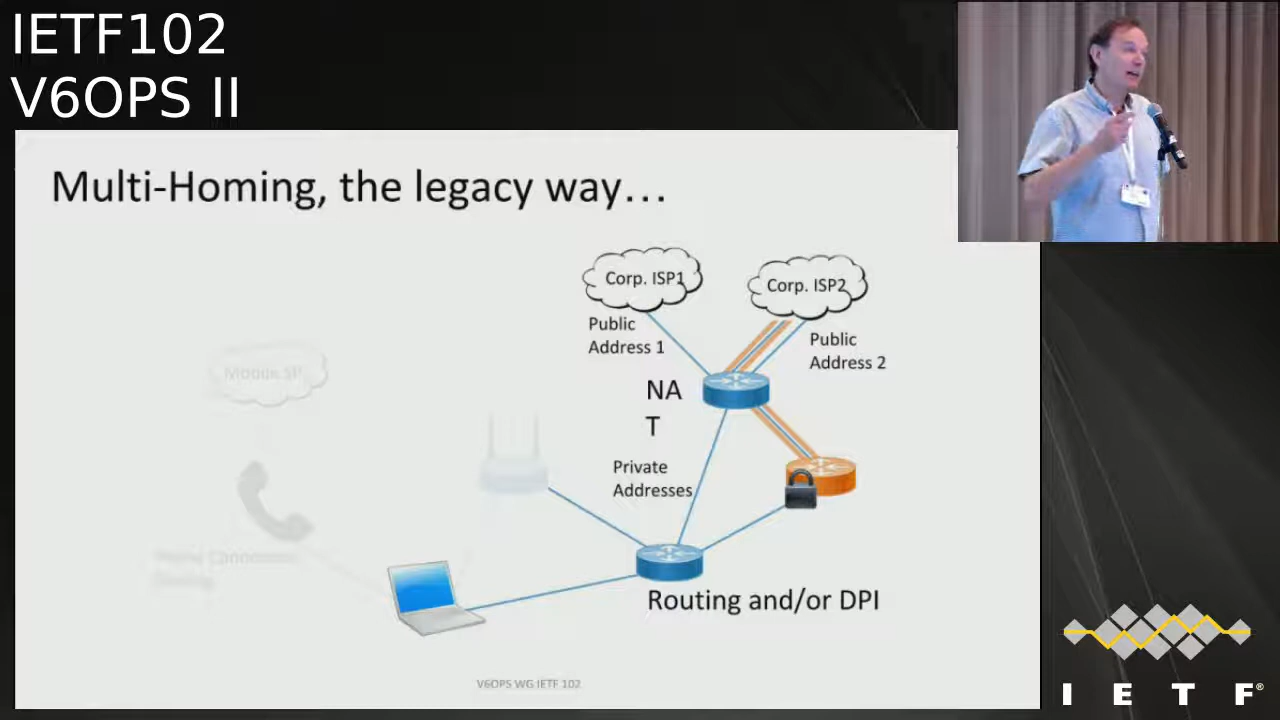 IETF102
V6OPS II
Multi-Homing, the legacy way...
Corp. ISP1
Corp. ISP2
Public
Address 1
Public
Address 2
NA
T
Private
Addresses
Routing and/or DPI
V6OPS WG IETF 102
I E T F®